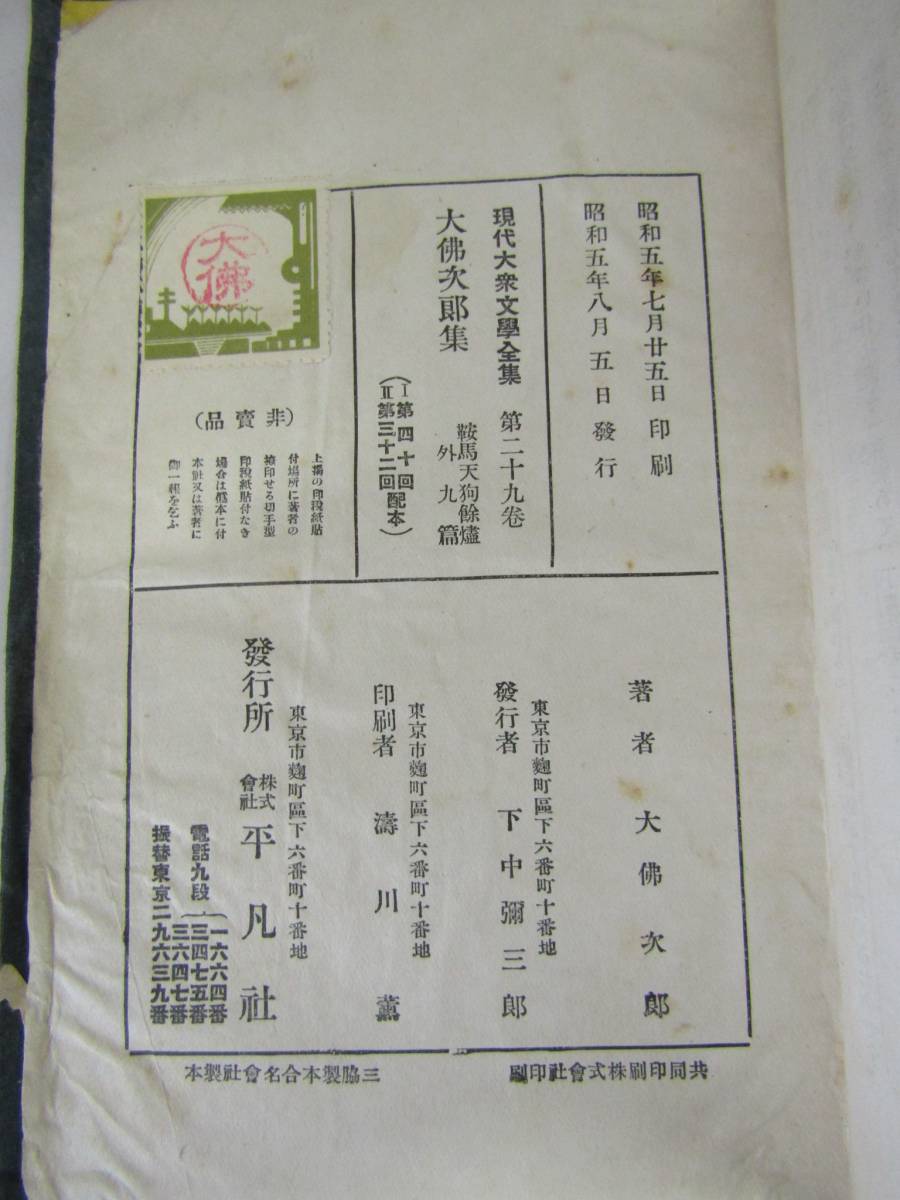 昭和五年七月廿五日 印刷
昭和五年八月五日 發行
現代大衆文學全集 第二十九巻
大佛次郎集
鞍馬天狗餘燼
外九篇
(I第四十回
II第三十二回配本)
大佛
(非賣品)
上揭の印稅紙貼
付場所に著者の
檢印せる切手型
印稅紙貼付なき
場合は億本に付
本社又は著者に
御一報を乞ふ
著者 大佛次郎
東京市麴町區下六番町十番地
發行者 下中彌三郎
東京市麴町區下六番町十番地
印刷者 濤川薰
東京市麴町區下六番町十番地
發行所 株式會社 平凡社
電話九段 一六六四番
三四七五番
三六四七番
振替東京二九六三九番
共同印刷株式會社印刷
三脇製本合名會社製本